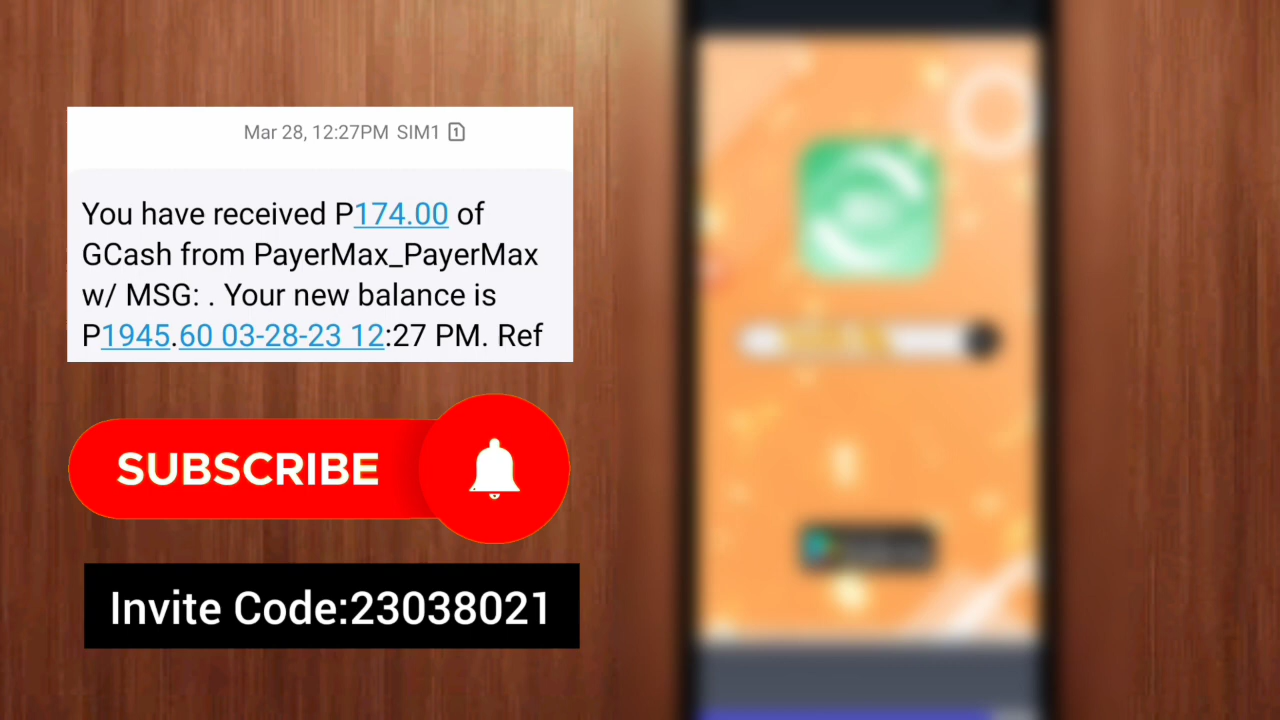 Mar 28, 12:27PM SIM1 1
You have received P174.00 of
GCash from PayerMax_PayerMax
w/ MSG: . Your new balance is
P1945.60 03-28-23 12:27 PM. Ref
SUBSCRIBE
Invite Code:23038021